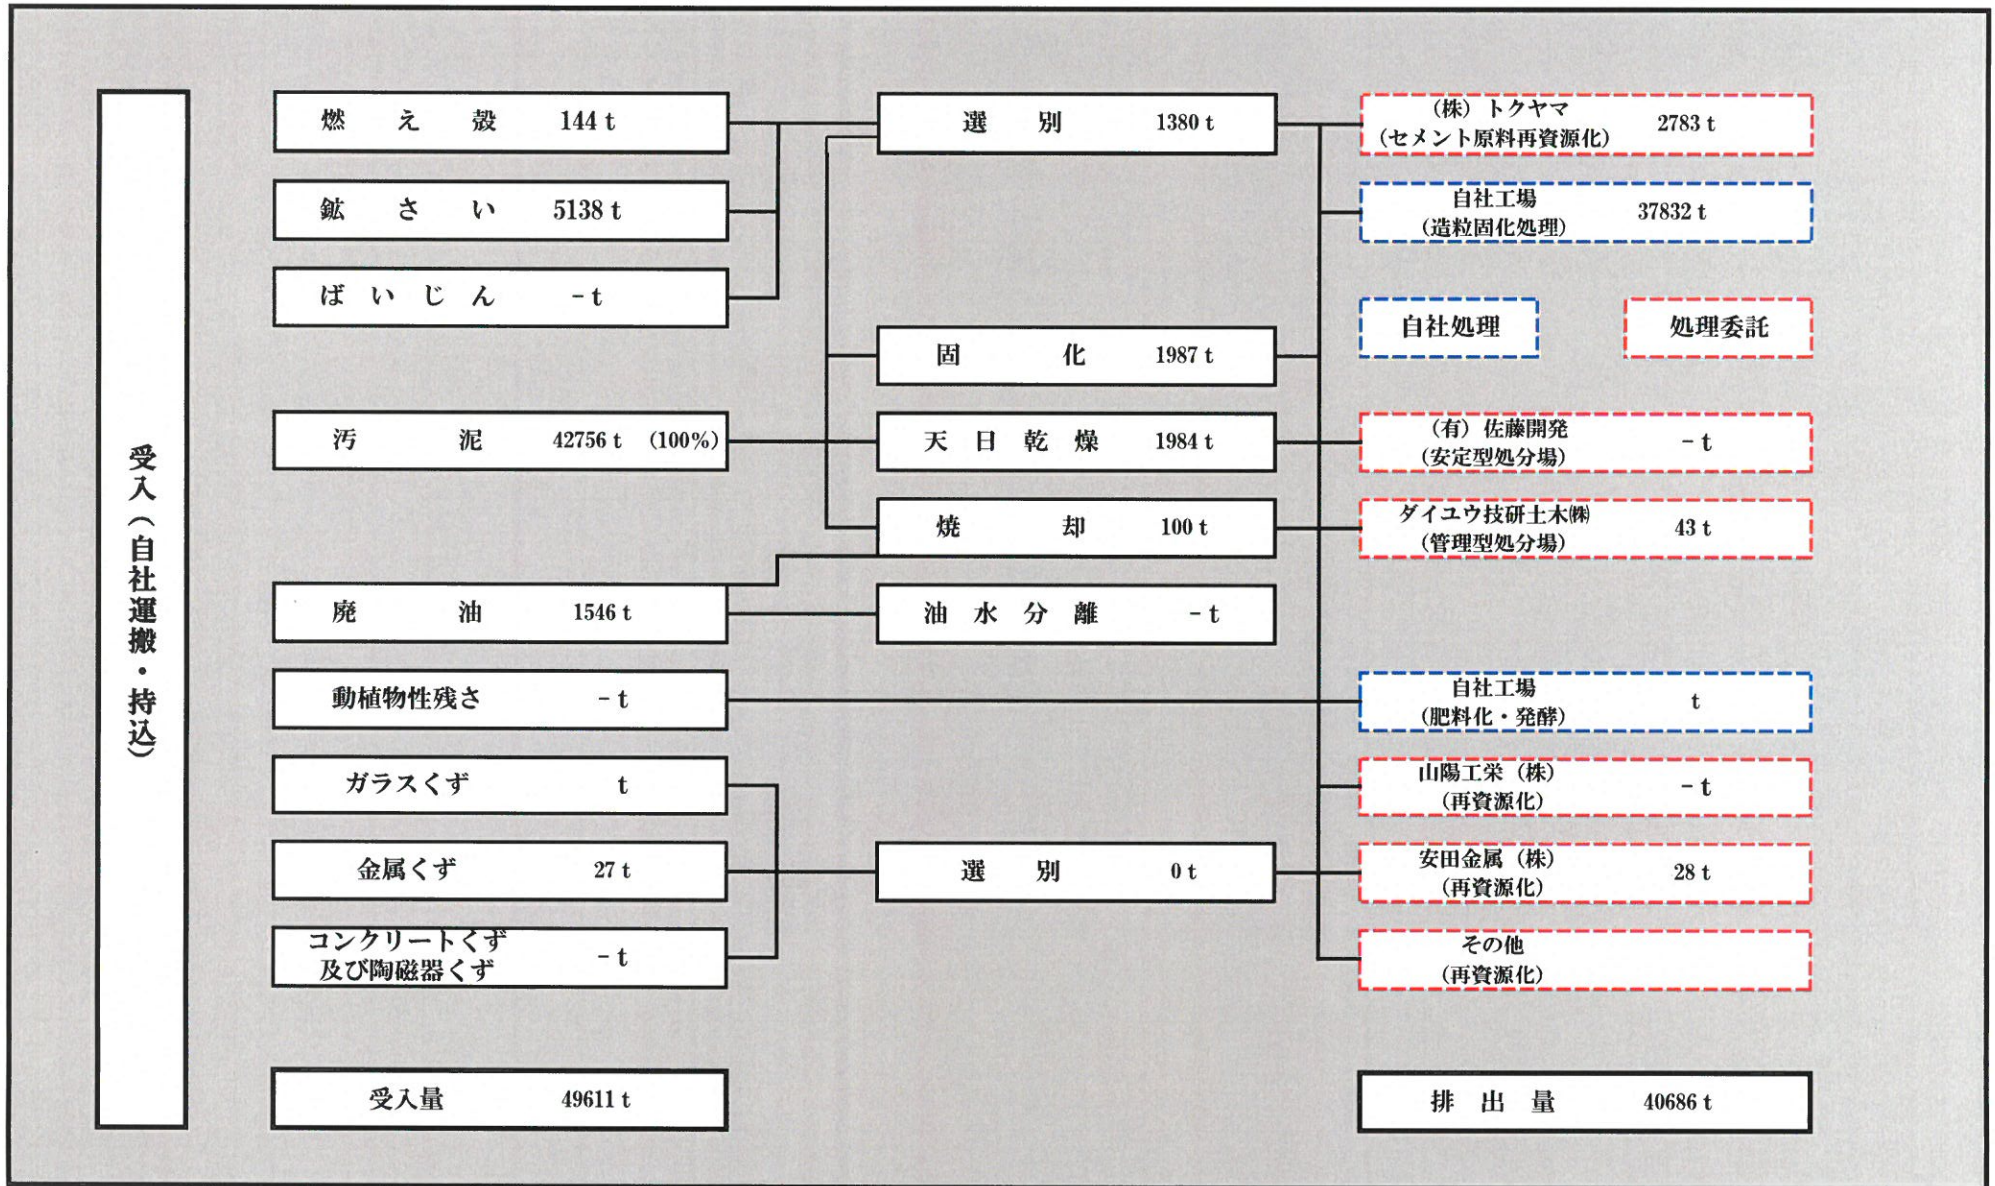 受入（自社運搬・持込）
燃え殻 144 t
鉱さい 5138 t
ばいじん － t
汚泥 42756 t （100%）
廃油 1546 t
動植物性残さ － t
ガラスくず t
金属くず 27 t
コンクリートくず
及び陶磁器くず － t
受入量 49611 t
選別 1380 t
固化 1987 t
天日乾燥 1984 t
焼却 100 t
油水分離 － t
選別 0 t
（株）トクヤマ
（セメント原料再資源化） 2783 t
自社工場
（造粒固化処理） 37832 t
自社処理
処理委託
（有）佐藤開発
（安定型処分場） － t
ダイユウ技研土木㈱
（管理型処分場） 43 t
自社工場
（肥料化・発酵） t
山陽工栄（株）
（再資源化） － t
安田金属（株）
（再資源化） 28 t
その他
（再資源化）
排出量 40686 t